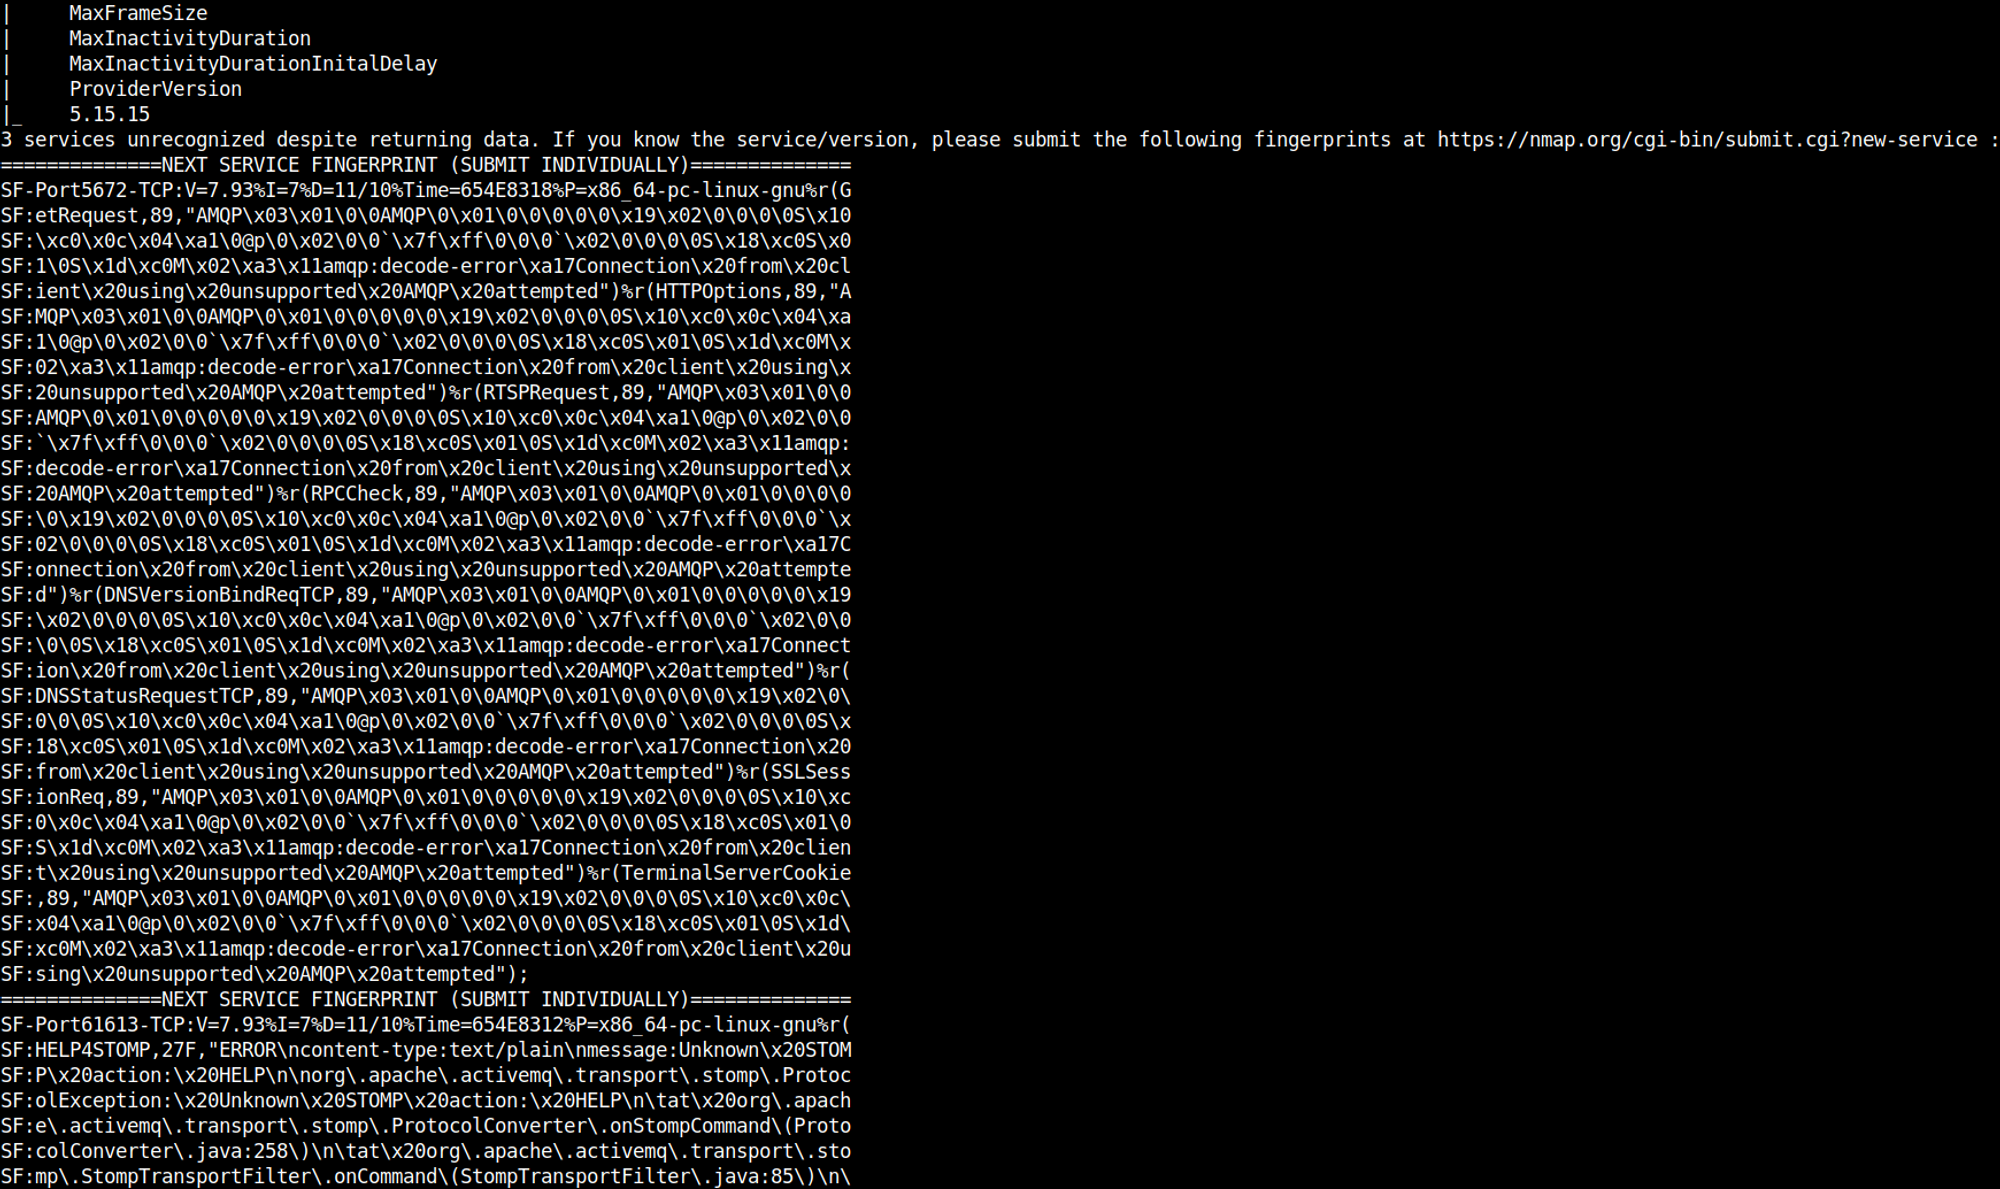 |     MaxFrameSize
|     MaxInactivityDuration
|     MaxInactivityDurationInitalDelay
|     ProviderVersion
|_    5.15.15
3 services unrecognized despite returning data. If you know the service/version, please submit the following fingerprints at https://nmap.org/cgi-bin/submit.cgi?new-service :
==============NEXT SERVICE FINGERPRINT (SUBMIT INDIVIDUALLY)==============
SF-Port5672-TCP:V=7.93%I=7%D=11/10%Time=654E8318%P=x86_64-pc-linux-gnu%r(G
SF:etRequest,89,"AMQP\x03\x01\0\0AMQP\0\x01\0\0\0\0\0\x19\x02\0\0\0\0S\x10
SF:\xc0\x0c\x04\xa1\0@p\0\x02\0\0`\x7f\xff\0\0\0`\x02\0\0\0\0S\x18\xc0S\x0
SF:1\0S\x1d\xc0M\x02\xa3\x11amqp:decode-error\xa17Connection\x20from\x20cl
SF:ient\x20using\x20unsupported\x20AMQP\x20attempted")%r(HTTPOptions,89,"A
SF:MQP\x03\x01\0\0AMQP\0\x01\0\0\0\0\0\x19\x02\0\0\0\0S\x10\xc0\x0c\x04\xa
SF:1\0@p\0\x02\0\0`\x7f\xff\0\0\0`\x02\0\0\0\0S\x18\xc0S\x01\0S\x1d\xc0M\x
SF:02\xa3\x11amqp:decode-error\xa17Connection\x20from\x20client\x20using\x
SF:20unsupported\x20AMQP\x20attempted")%r(RTSPRequest,89,"AMQP\x03\x01\0\0
SF:AMQP\0\x01\0\0\0\0\0\x19\x02\0\0\0\0S\x10\xc0\x0c\x04\xa1\0@p\0\x02\0\0
SF:`\x7f\xff\0\0\0`\x02\0\0\0\0S\x18\xc0S\x01\0S\x1d\xc0M\x02\xa3\x11amqp:
SF:decode-error\xa17Connection\x20from\x20client\x20using\x20unsupported\x
SF:20AMQP\x20attempted")%r(RPCCheck,89,"AMQP\x03\x01\0\0AMQP\0\x01\0\0\0\0
SF:\0\x19\x02\0\0\0\0S\x10\xc0\x0c\x04\xa1\0@p\0\x02\0\0`\x7f\xff\0\0\0`\x
SF:02\0\0\0\0S\x18\xc0S\x01\0S\x1d\xc0M\x02\xa3\x11amqp:decode-error\xa17C
SF:onnection\x20from\x20client\x20using\x20unsupported\x20AMQP\x20attempte
SF:d")%r(DNSVersionBindReqTCP,89,"AMQP\x03\x01\0\0AMQP\0\x01\0\0\0\0\0\x19
SF:\x02\0\0\0\0S\x10\xc0\x0c\x04\xa1\0@p\0\x02\0\0`\x7f\xff\0\0\0`\x02\0\0
SF:\0\0S\x18\xc0S\x01\0S\x1d\xc0M\x02\xa3\x11amqp:decode-error\xa17Connect
SF:ion\x20from\x20client\x20using\x20unsupported\x20AMQP\x20attempted")%r(
SF:DNSStatusRequestTCP,89,"AMQP\x03\x01\0\0AMQP\0\x01\0\0\0\0\0\x19\x02\0\
SF:0\0\0S\x10\xc0\x0c\x04\xa1\0@p\0\x02\0\0`\x7f\xff\0\0\0`\x02\0\0\0\0S\x
SF:18\xc0S\x01\0S\x1d\xc0M\x02\xa3\x11amqp:decode-error\xa17Connection\x20
SF:from\x20client\x20using\x20unsupported\x20AMQP\x20attempted")%r(SSLSess
SF:ionReq,89,"AMQP\x03\x01\0\0AMQP\0\x01\0\0\0\0\0\x19\x02\0\0\0\0S\x10\xc
SF:0\x0c\x04\xa1\0@p\0\x02\0\0`\x7f\xff\0\0\0`\x02\0\0\0\0S\x18\xc0S\x01\0
SF:S\x1d\xc0M\x02\xa3\x11amqp:decode-error\xa17Connection\x20from\x20clien
SF:t\x20using\x20unsupported\x20AMQP\x20attempted")%r(TerminalServerCookie
SF:,89,"AMQP\x03\x01\0\0AMQP\0\x01\0\0\0\0\0\x19\x02\0\0\0\0S\x10\xc0\x0c\
SF:x04\xa1\0@p\0\x02\0\0`\x7f\xff\0\0\0`\x02\0\0\0\0S\x18\xc0S\x01\0S\x1d\
SF:xc0M\x02\xa3\x11amqp:decode-error\xa17Connection\x20from\x20client\x20u
SF:sing\x20unsupported\x20AMQP\x20attempted");
==============NEXT SERVICE FINGERPRINT (SUBMIT INDIVIDUALLY)==============
SF-Port61613-TCP:V=7.93%I=7%D=11/10%Time=654E8312%P=x86_64-pc-linux-gnu%r(
SF:HELP4STOMP,27F,"ERROR\ncontent-type:text/plain\nmessage:Unknown\x20STOM
SF:P\x20action:\x20HELP\n\norg\.apache\.activemq\.transport\.stomp\.Protoc
SF:olException:\x20Unknown\x20STOMP\x20action:\x20HELP\n\tat\x20org\.apach
SF:e\.activemq\.transport\.stomp\.ProtocolConverter\.onStompCommand\(Proto
SF:colConverter\.java:258\)\n\tat\x20org\.apache\.activemq\.transport\.sto
SF:mp\.StompTransportFilter\.onCommand\(StompTransportFilter\.java:85\)\n\